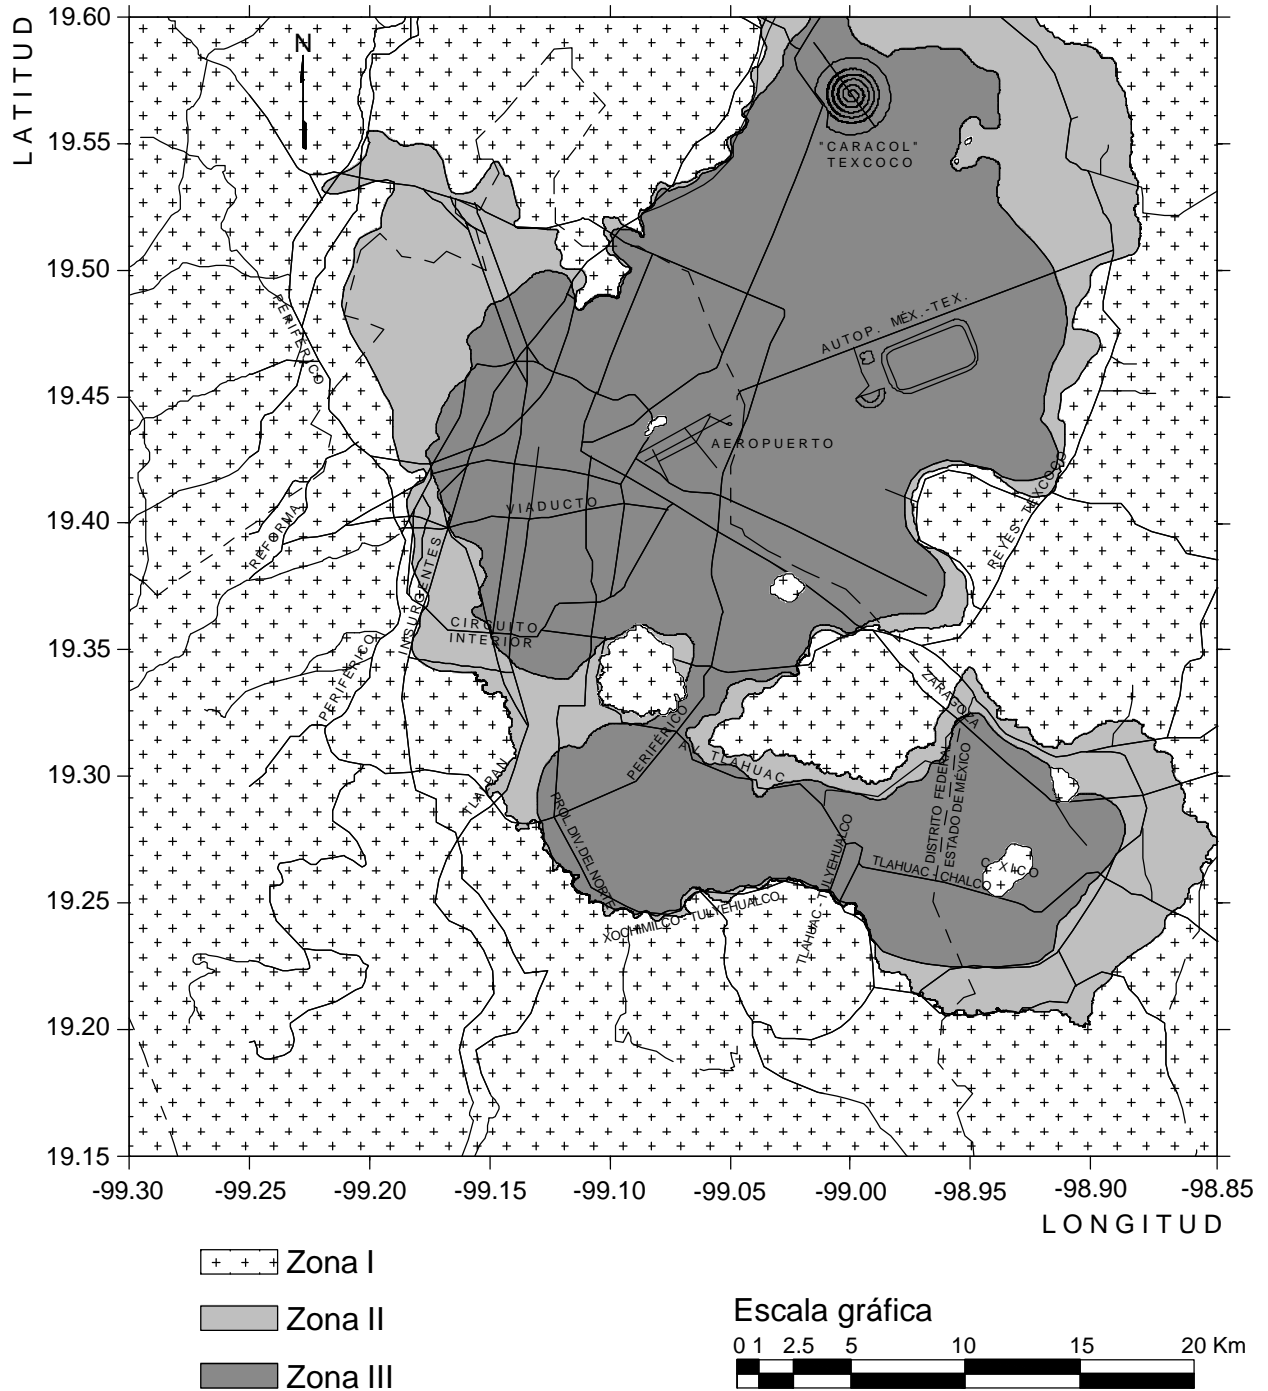 LATITUD
19.60
19.55
19.50
19.45
19.40
19.35
19.30
19.25
19.20
19.15
N
"CARACOL"
TEXCOCO
PERIFÉRICO
AUTOP. MÉX.-TEX.
AEROPUERTO
VIADUCTO
REFORMA
REYES - TEXCOCO
INSURGENTES
CIRCUITO
INTERIOR
PERIFÉRICO
ZARAGOZA
PERIFÉRICO
AV. TLAHUAC
TLALPAN
DISTRITO FEDERAL
ESTADO DE MÉXICO
PROL. DIV. DEL NORTE
TLAHUAC - TULYEHUALCO
TLAHUAC - CHALCO
C. XICO
XOCHIMILCO - TULYEHUALCO
-99.30
-99.25
-99.20
-99.15
-99.10
-99.05
-99.00
-98.95
-98.90
-98.85
LONGITUD
Zona I
Zona II
Zona III
Escala gráfica
0 1 2.5 5 10 15 20 Km